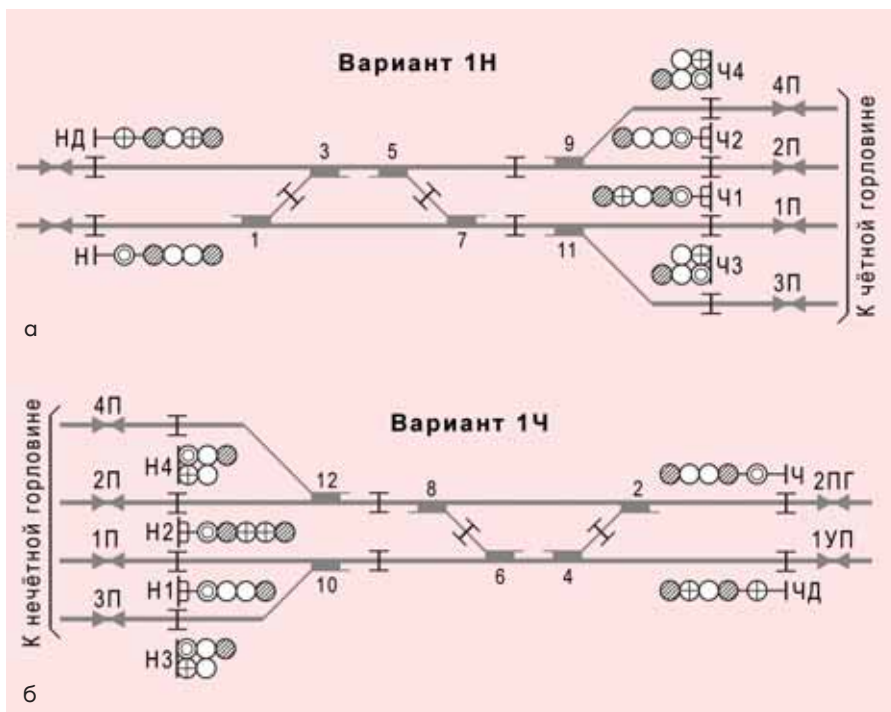 Вариант 1Н
Ч4
4П
НД
3
5
9
Ч2
2П
Ч1
1П
1
7
11
Н
Ч3
3П
К чётной горловине
а
Вариант 1Ч
К нечётной горловине
4П
Н4
12
8
2
Ч
2ПГ
2П
Н2
1П
1УП
Н1
10
6
4
ЧД
3П
Н3
б